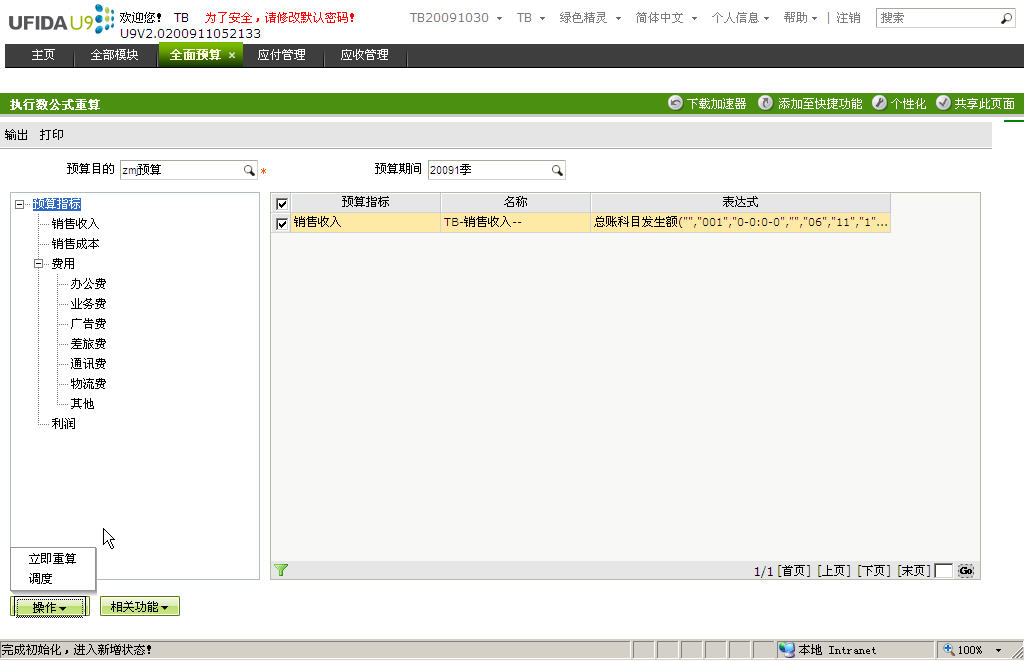 UFIDA U9 欢迎您! TB 为了安全，请修改默认密码! TB20091030 TB 绿色精灵 简体中文 个人信息 帮助 | 注销 搜索
U9V2.0200911052133
主页 全部模块 全面预算 × 应付管理 应收管理
执行数公式重算 下载加速器 添加至快捷功能 个性化 共享此页面
输出 打印
预算目的 zm预算 * 预算期间 20091季
预算指标
销售收入
销售成本
费用
办公费
业务费
广告费
差旅费
通讯费
物流费
其他
利润
预算指标 名称 表达式
销售收入 TB-销售收入-- 总账科目发生额("","001","0-0:0-0","","06","11","1"...
1/1 [首页] [上页] [下页] [末页] Go
立即重算
调度
操作 相关功能
完成初始化，进入新增状态! 本地 Intranet 100%